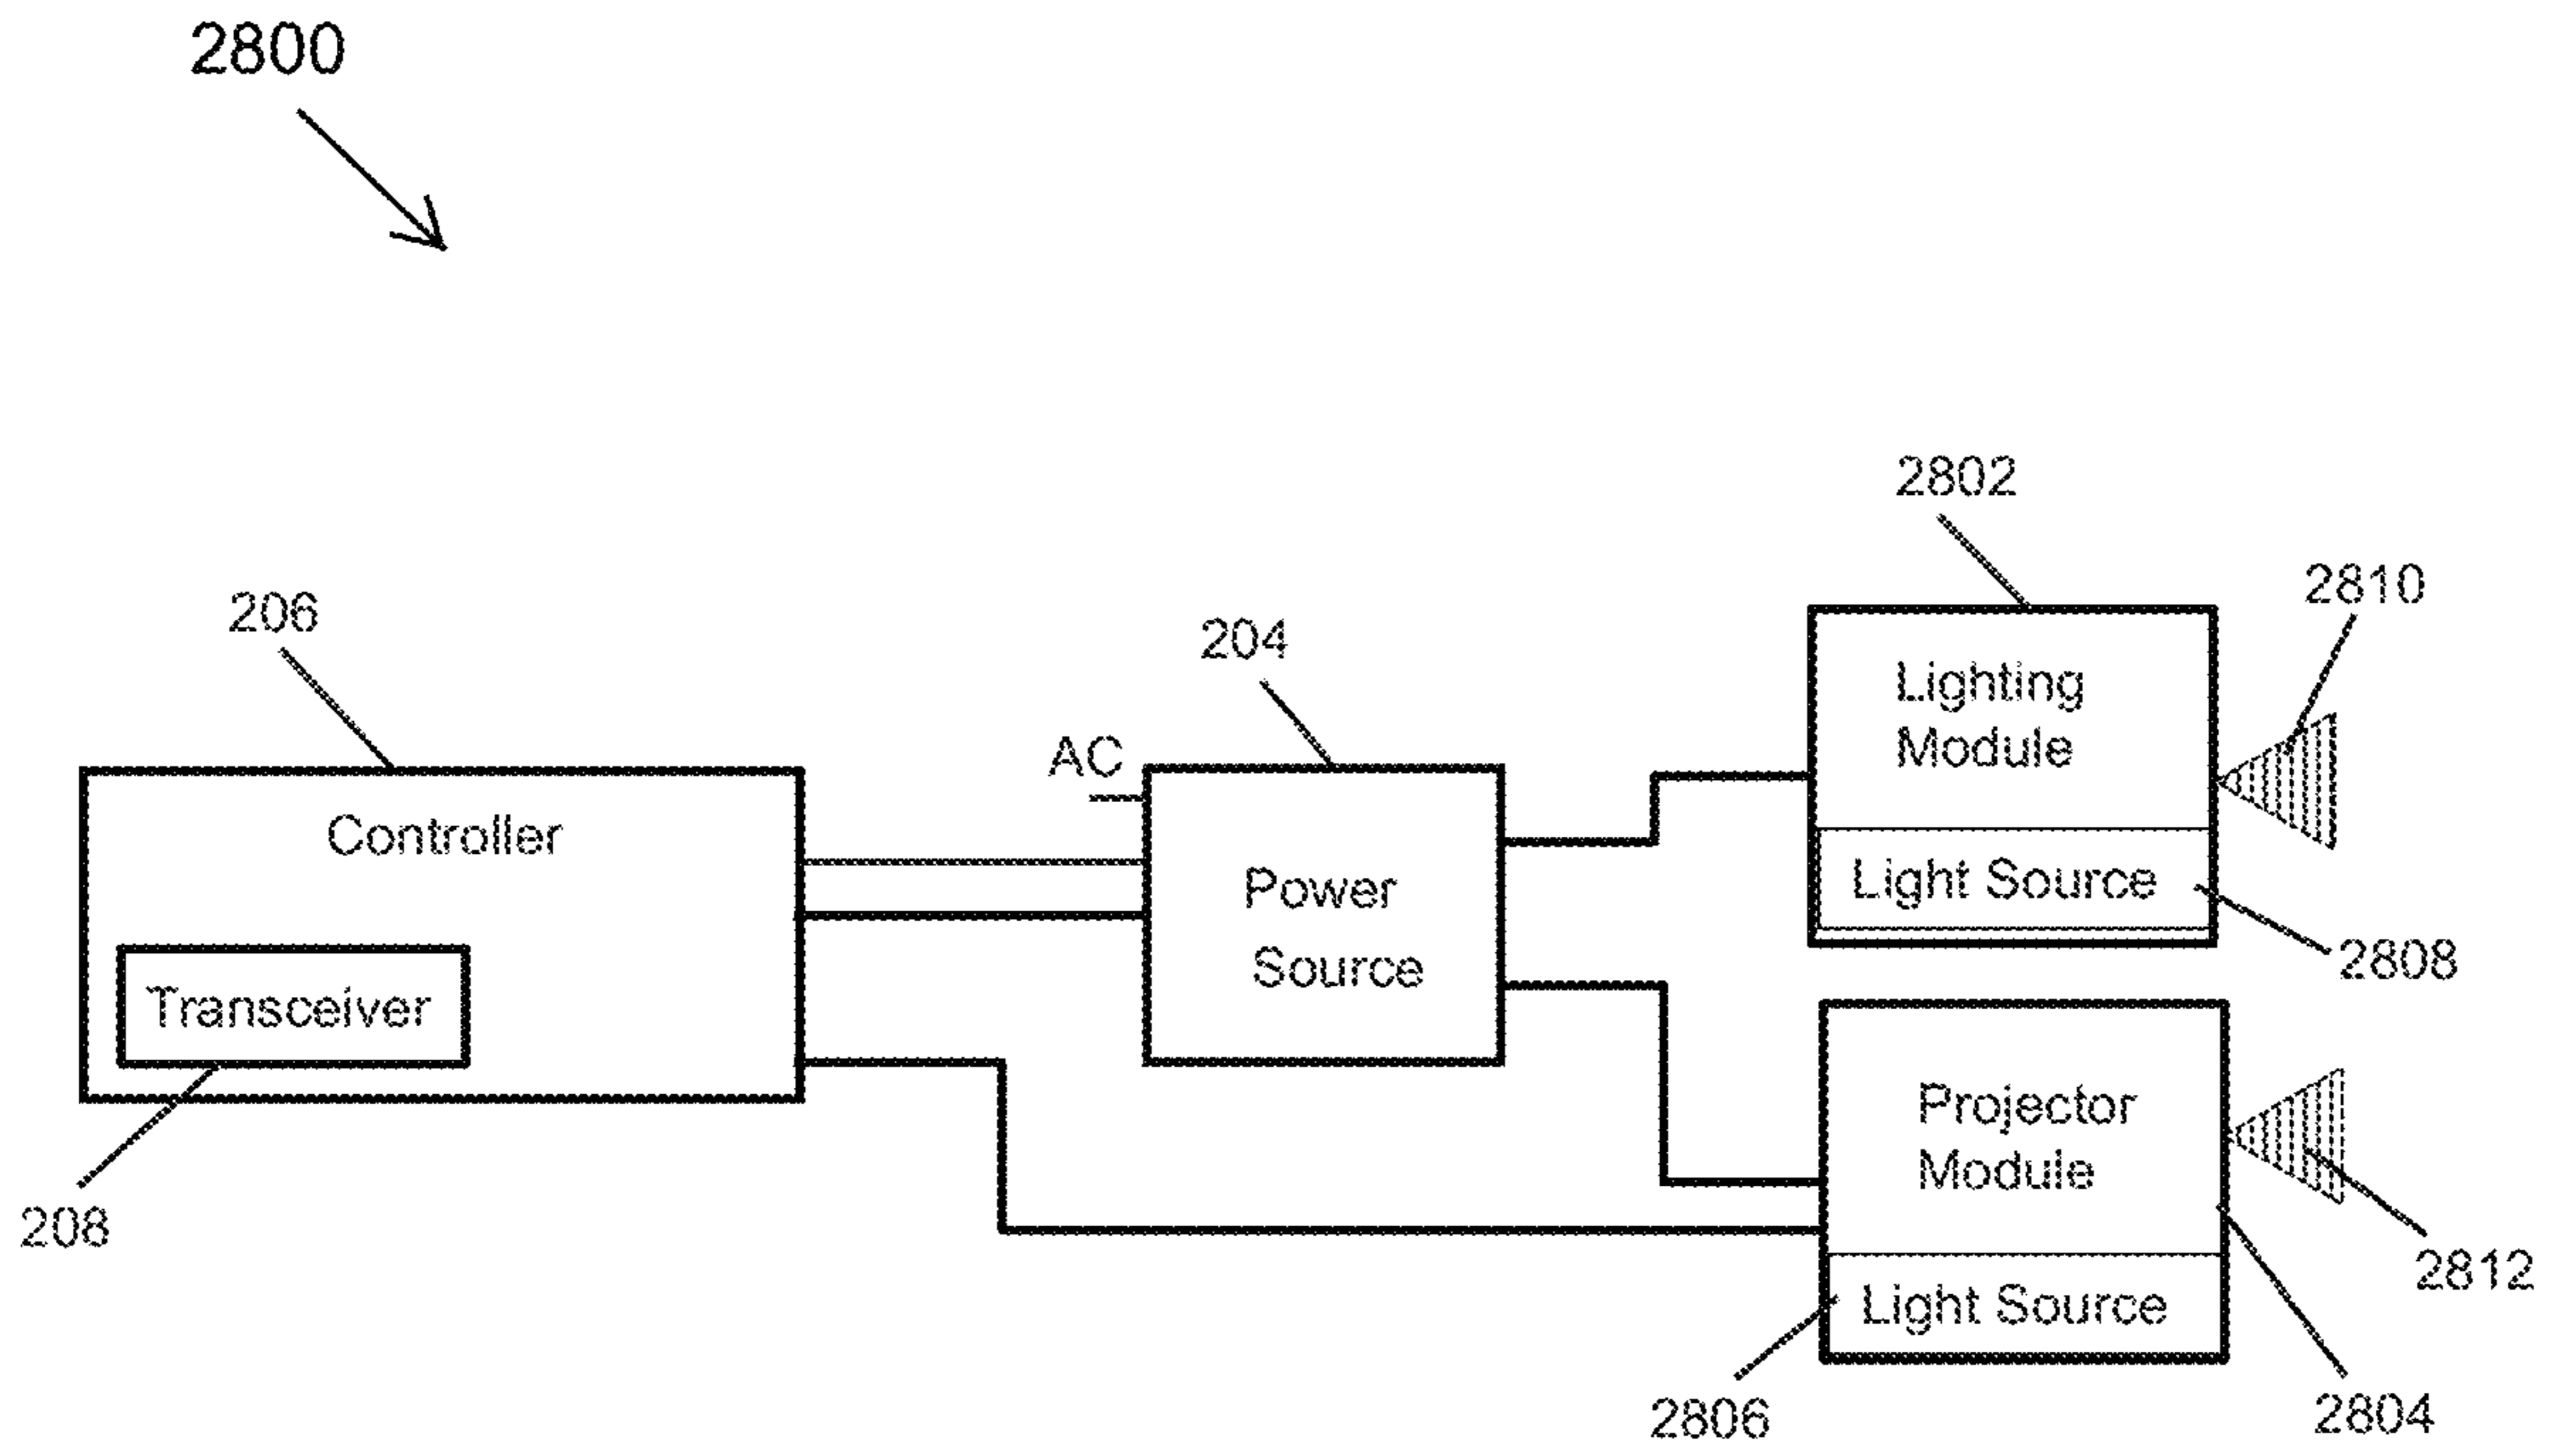 2800
2802
2810
206
204
Lighting
Module
AC
Controller
Light Source
Power
Source
2808
Transceiver
Projector
Module
208
2812
Light Source
2806
2804